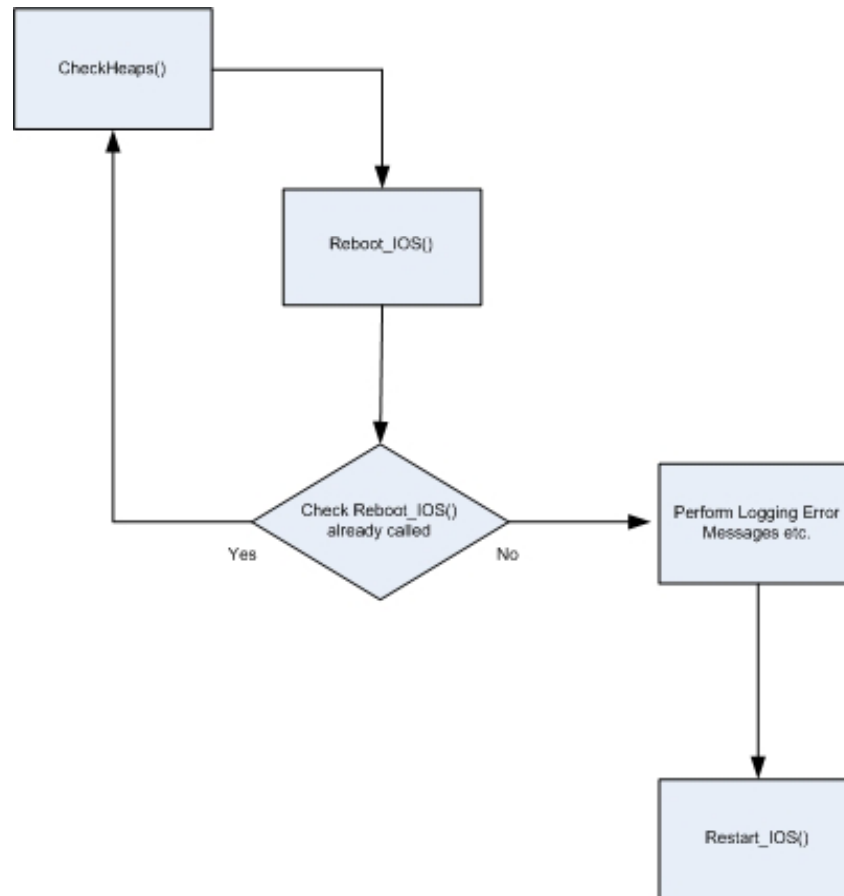 CheckHeaps()
Reboot_IOS()
Check Reboot_IOS()
already called
Yes
No
Perform Logging Error
Messages etc.
Restart_IOS()